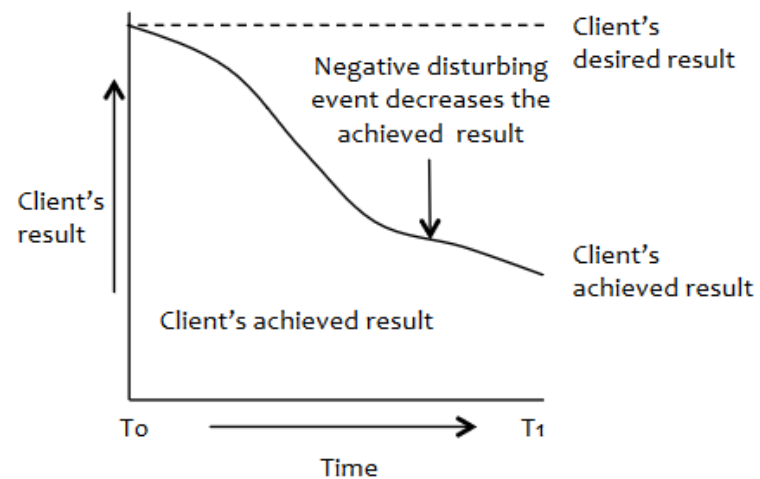 Client's
desired result
Negative disturbing
event decreases the
achieved result
Client's
result
Client's
achieved result
Client's achieved result
To
T1
Time